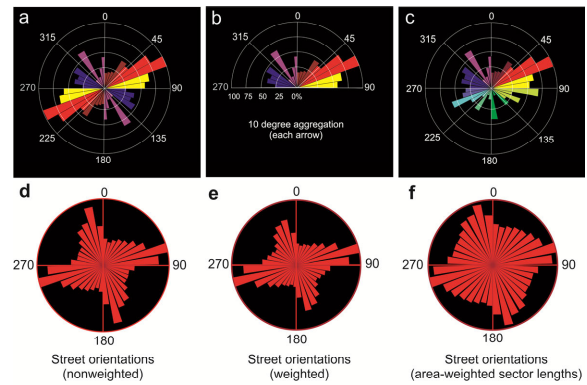 a
0
315
45
270
90
225
135
180
b
0
315
45
270
90
100 75 50 25 0%
10 degree aggregation
(each arrow)
c
0
315
45
270
90
225
135
180
d
0
270
90
180
Street orientations
(nonweighted)
e
0
270
90
180
Street orientations
(weighted)
f
0
270
90
180
Street orientations
(area-weighted sector lengths)